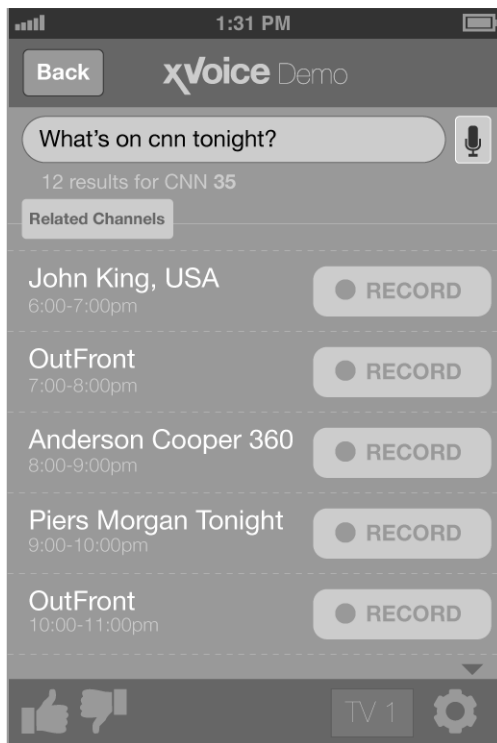 1:31 PM
Back
xVoice Demo
What's on cnn tonight?
12 results for CNN 35
Related Channels
John King, USA
6:00-7:00pm
RECORD
OutFront
7:00-8:00pm
RECORD
Anderson Cooper 360
8:00-9:00pm
RECORD
Piers Morgan Tonight
9:00-10:00pm
RECORD
OutFront
10:00-11:00pm
RECORD
TV 1